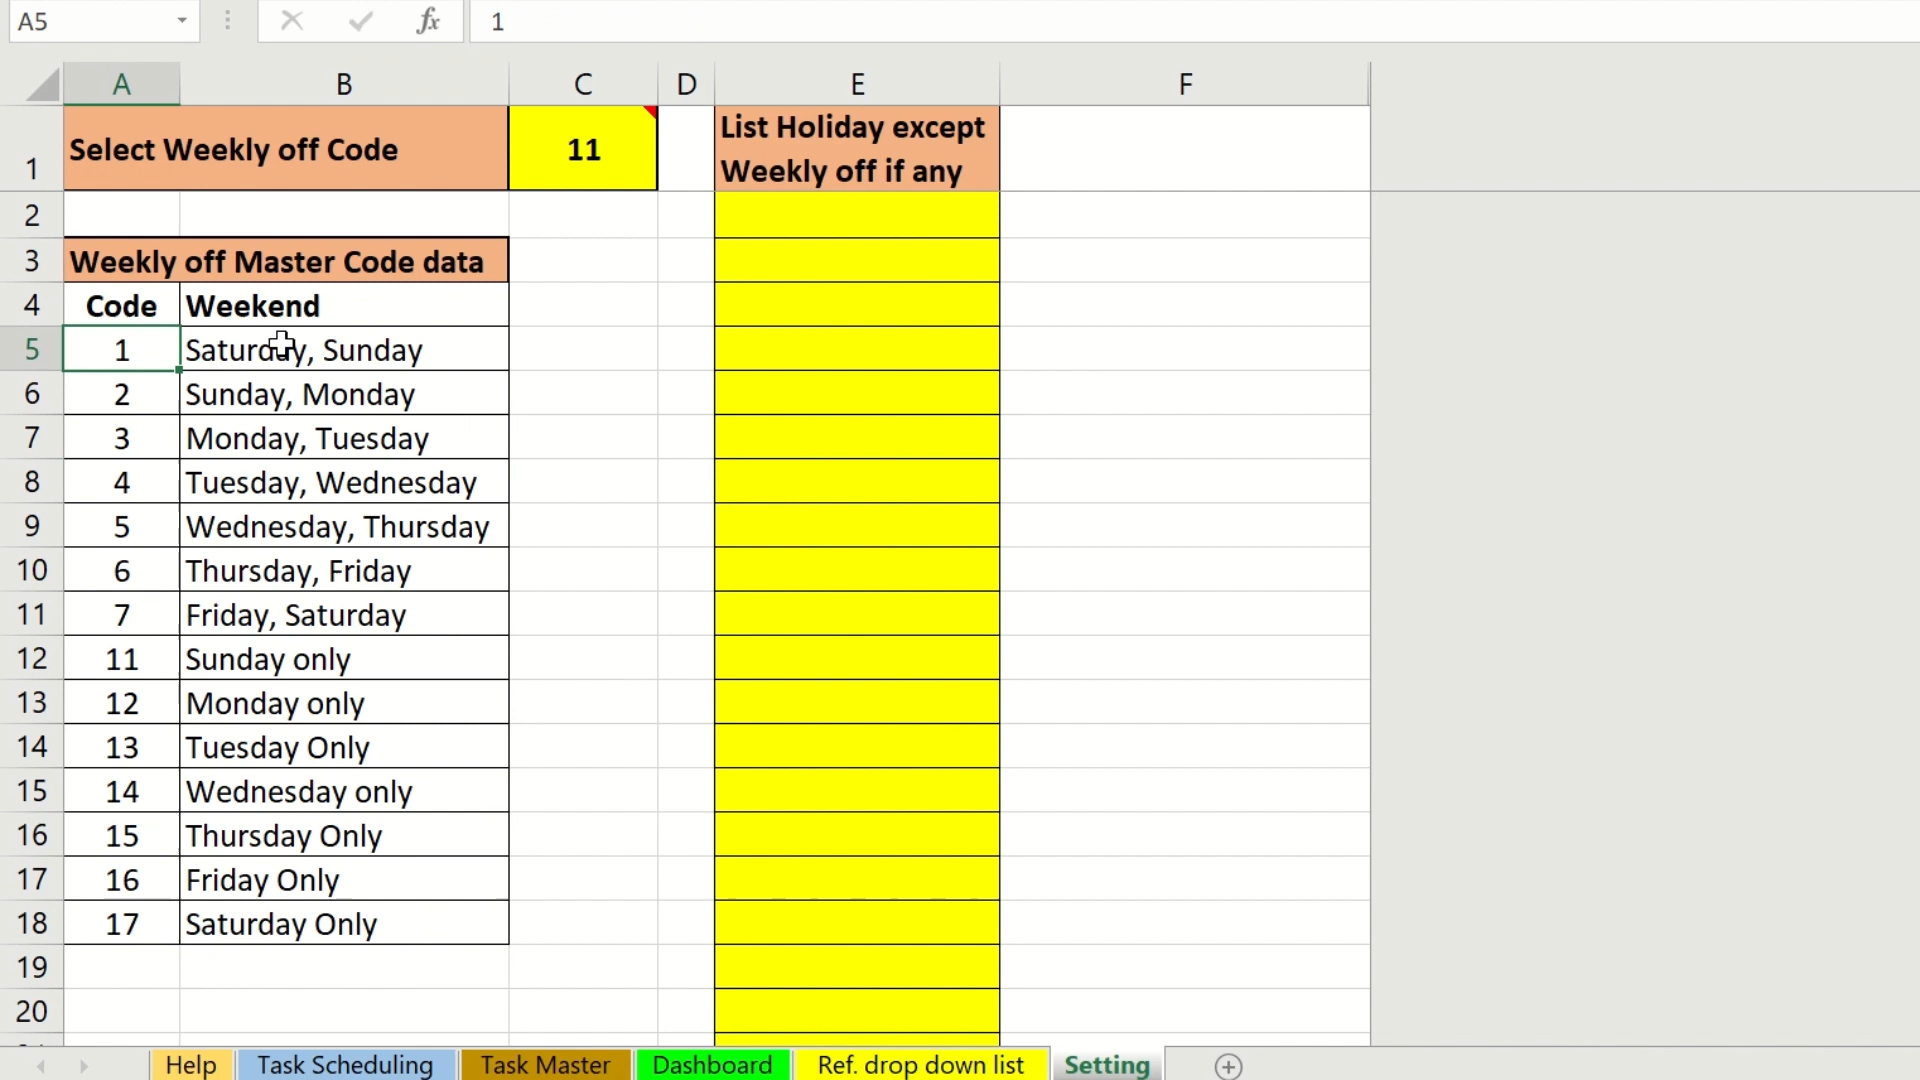 A5
fx
1
A B C D E F
1 Select Weekly off Code 11 List Holiday except
Weekly off if any
2
3 Weekly off Master Code data
4 Code Weekend
5 1 Saturday, Sunday
6 2 Sunday, Monday
7 3 Monday, Tuesday
8 4 Tuesday, Wednesday
9 5 Wednesday, Thursday
10 6 Thursday, Friday
11 7 Friday, Saturday
12 11 Sunday only
13 12 Monday only
14 13 Tuesday Only
15 14 Wednesday only
16 15 Thursday Only
17 16 Friday Only
18 17 Saturday Only
19
20
Help Task Scheduling Task Master Dashboard Ref. drop down list Setting